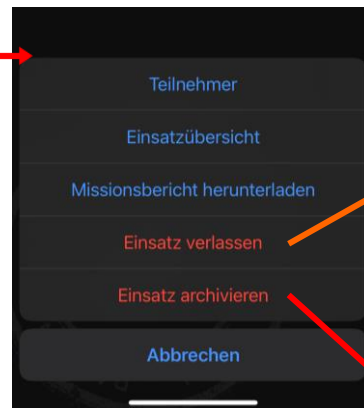 Teilnehmer
Einsatzübersicht
Missionsbericht herunterladen
Einsatz verlassen
Einsatz archivieren
Abbrechen